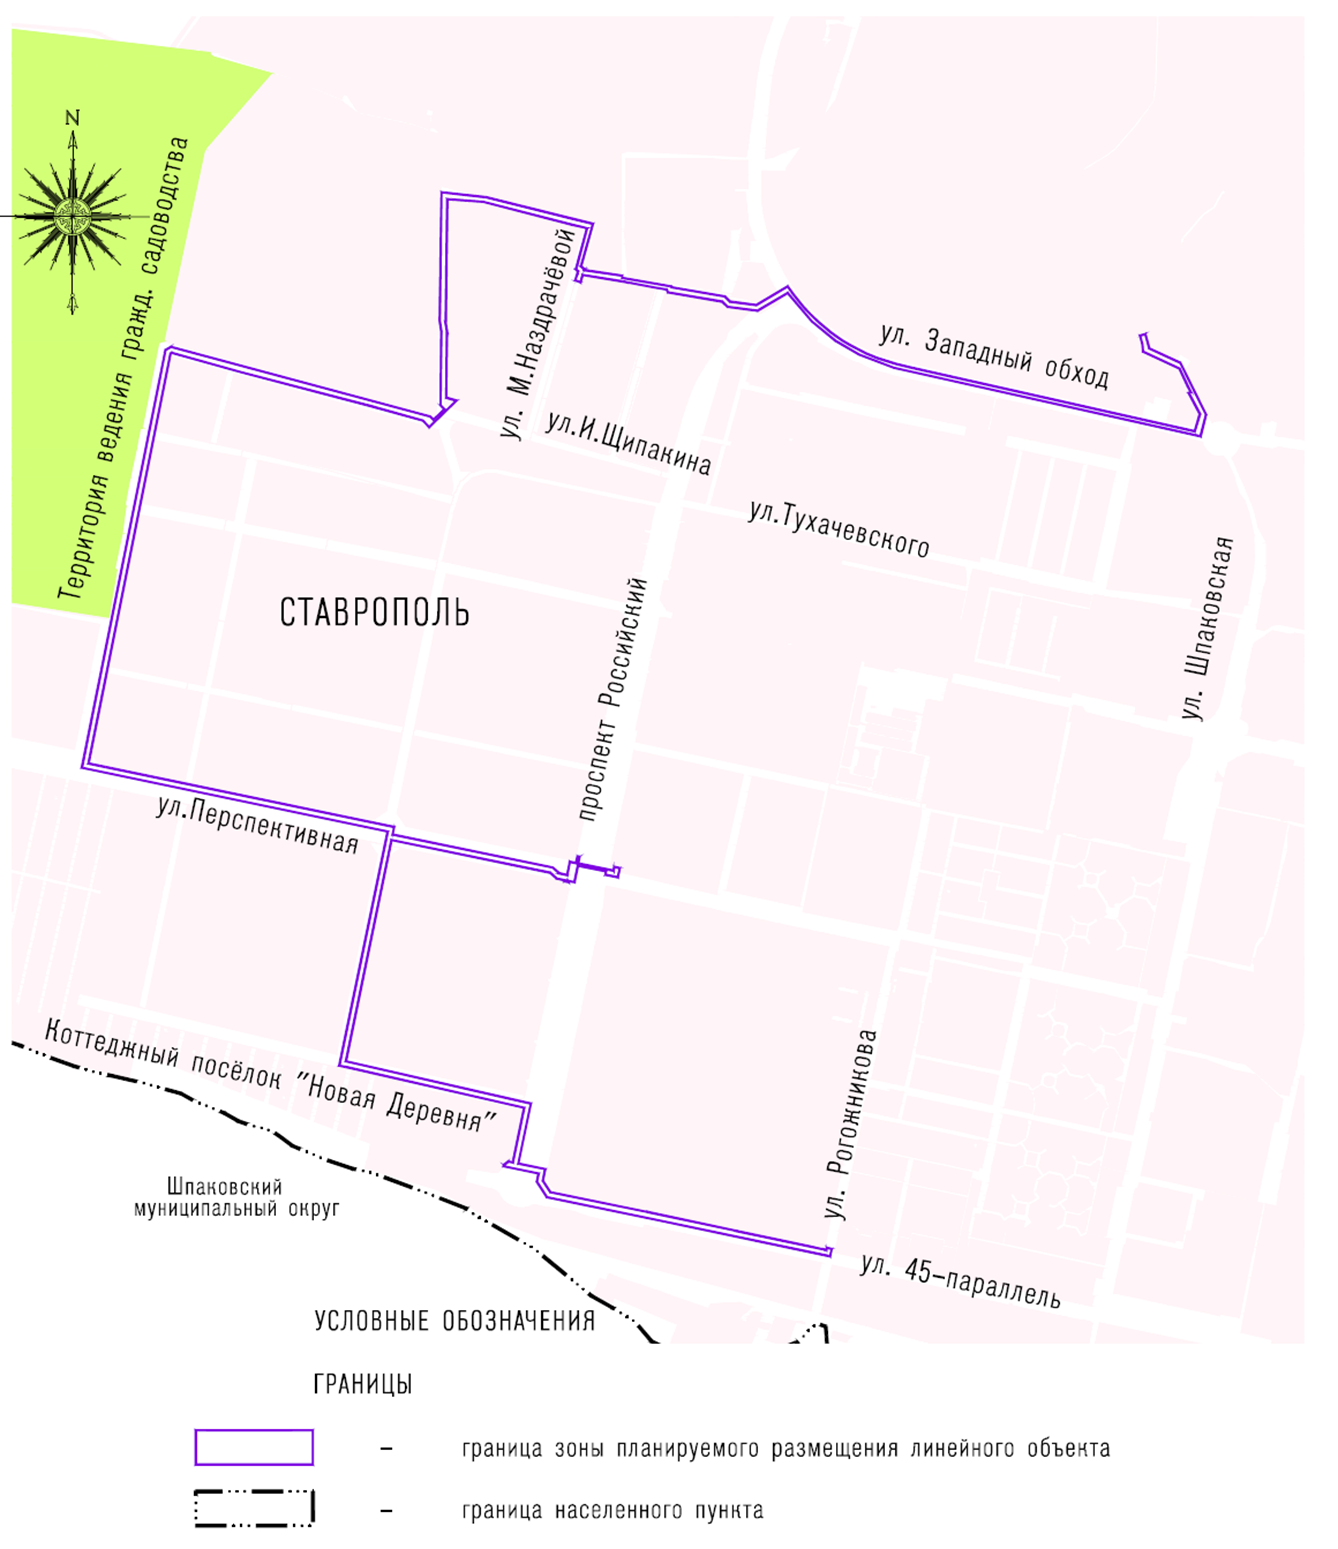 N
Территория ведения гражд. садоводства
ул. М.Наздрачёвой
ул. Западный обход
ул.И.Щипакина
ул.Тухачевского
ул. Шпаковская
СТАВРОПОЛЬ
проспект Российский
ул.Перспективная
Коттеджный посёлок "Новая Деревня"
ул. Рогожникова
Шпаковский
муниципальный округ
ул. 45-параллель
УСЛОВНЫЕ ОБОЗНАЧЕНИЯ
ГРАНИЦЫ
– граница зоны планируемого размещения линейного объекта
– граница населенного пункта